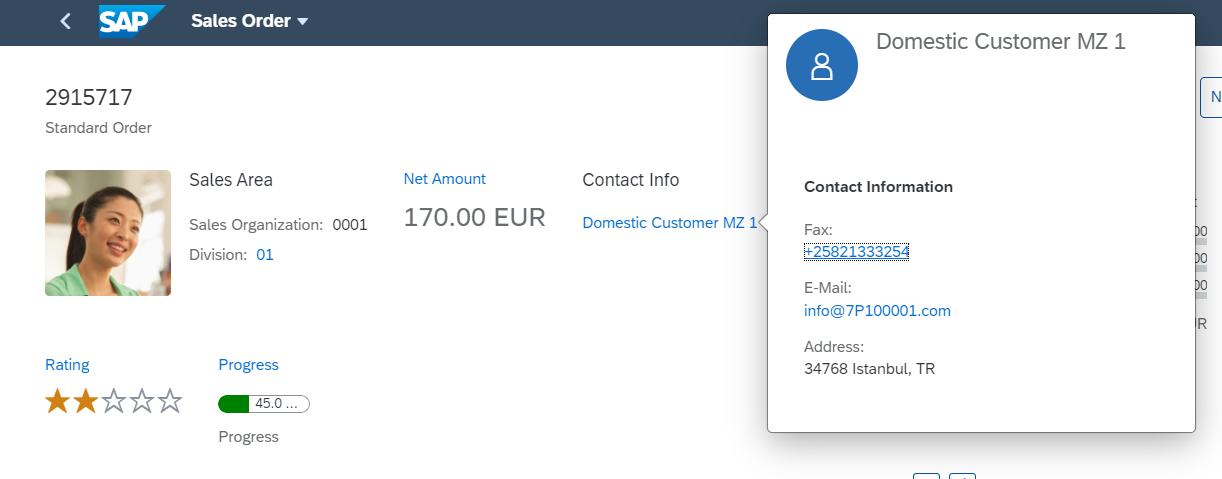 SAP Sales Order
2915717
Standard Order
Sales Area
Sales Organization: 0001
Division: 01
Net Amount
170.00 EUR
Contact Info
Domestic Customer MZ 1
Rating
Progress
45.0 ...
Progress
Domestic Customer MZ 1
Contact Information
Fax:
+25821333254
E-Mail:
info@7P100001.com
Address:
34768 Istanbul, TR
N